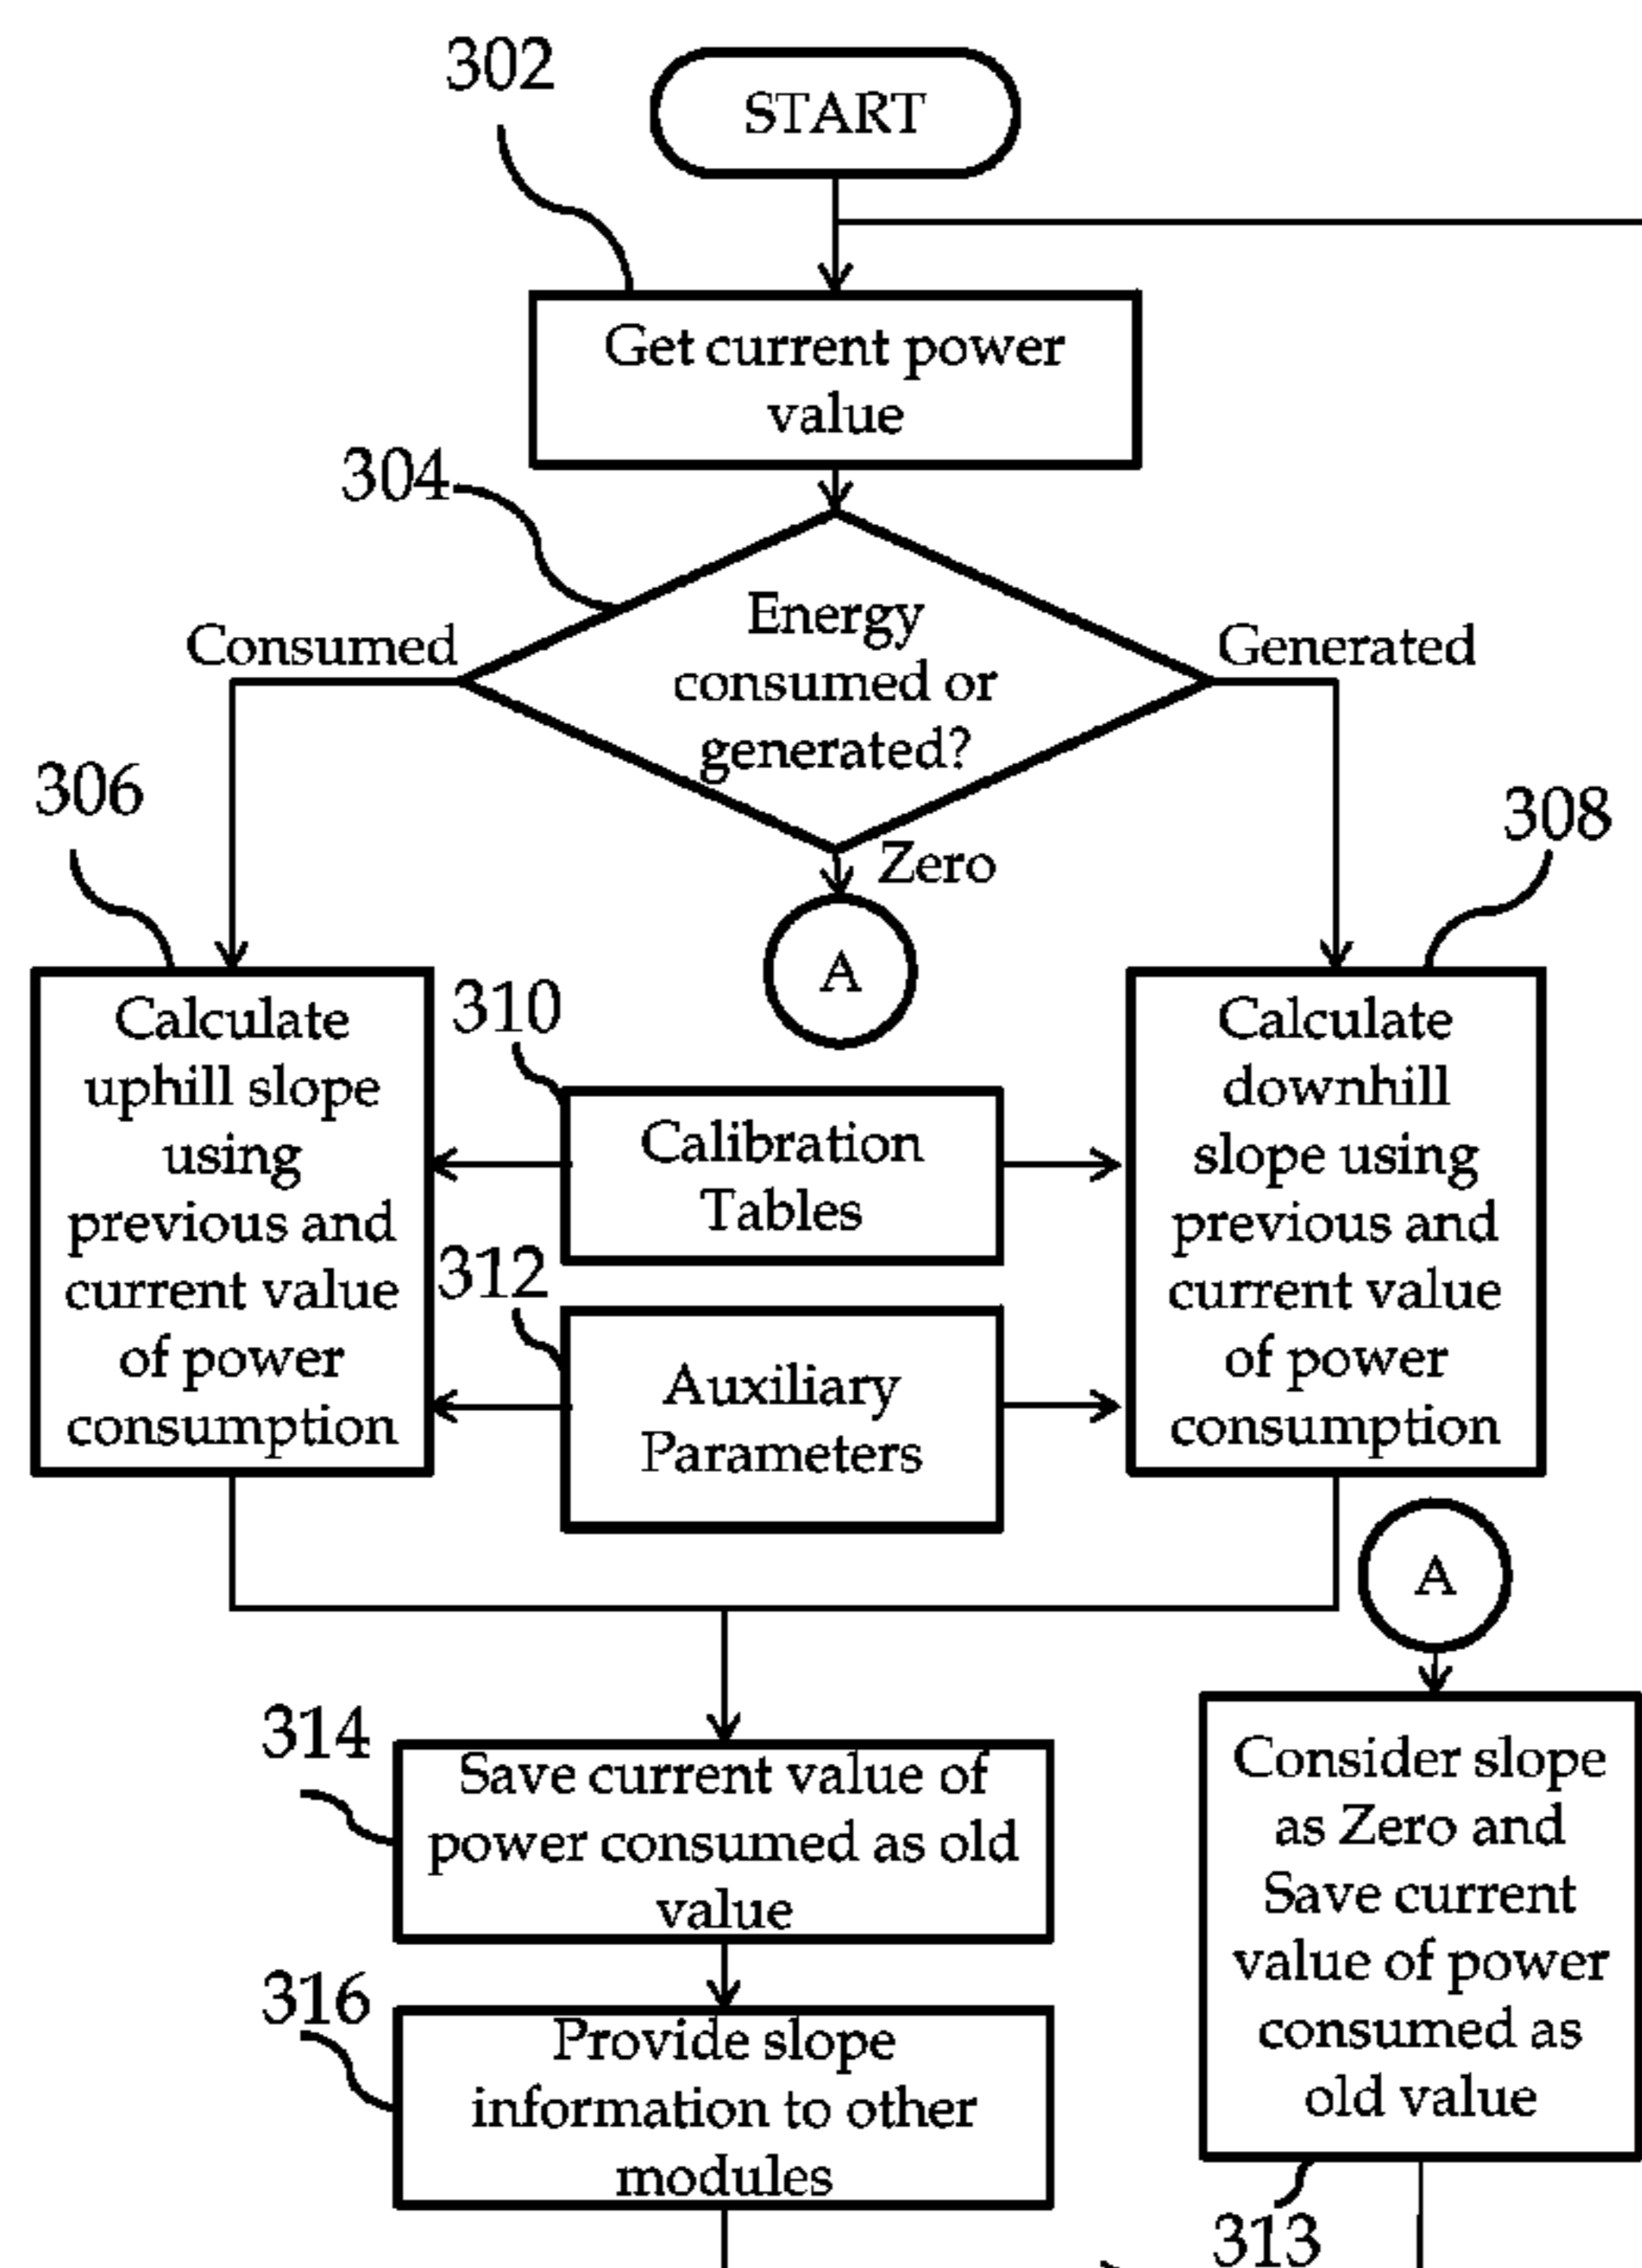 302
START
Get current power
value
304
Energy
consumed or
generated?
Consumed
Generated
Zero
A
306
308
Calculate
uphill slope
using
previous and
current value
of power
consumption
310
Calibration
Tables
312
Auxiliary
Parameters
Calculate
downhill
slope using
previous and
current value
of power
consumption
A
314
Save current value of
power consumed as old
value
316
Provide slope
information to other
modules
Consider slope
as Zero and
Save current
value of power
consumed as
old value
313